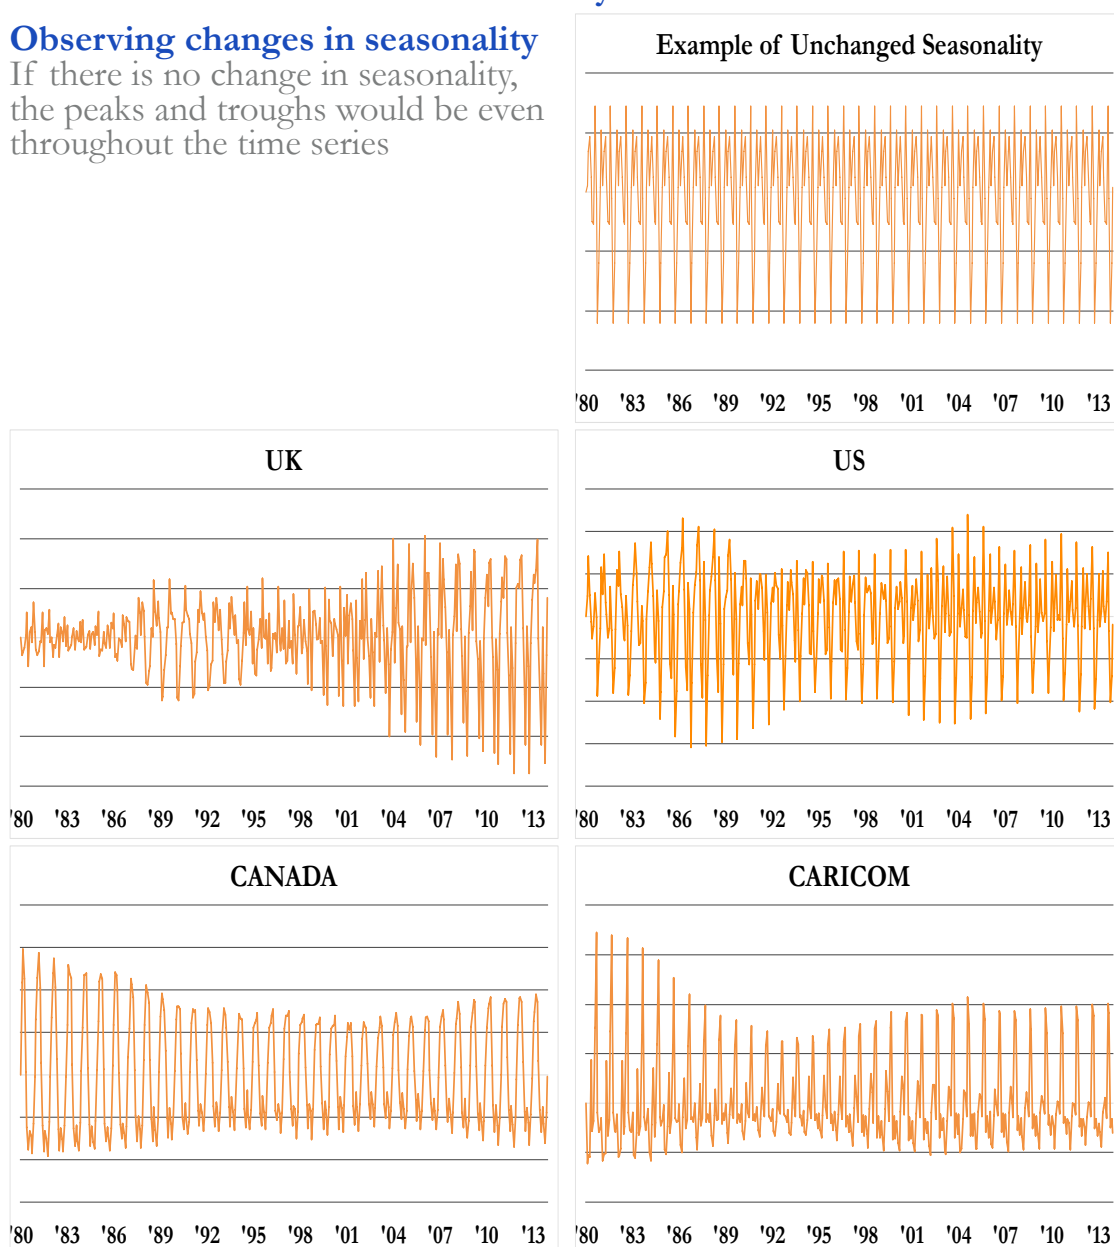 Observing changes in seasonality
If there is no change in seasonality,
the peaks and troughs would be even
throughout the time series
Example of Unchanged Seasonality
'80 '83 '86 '89 '92 '95 '98 '01 '04 '07 '10 '13
UK
'80 '83 '86 '89 '92 '95 '98 '01 '04 '07 '10 '13
US
'80 '83 '86 '89 '92 '95 '98 '01 '04 '07 '10 '13
CANADA
'80 '83 '86 '89 '92 '95 '98 '01 '04 '07 '10 '13
CARICOM
'80 '83 '86 '89 '92 '95 '98 '01 '04 '07 '10 '13